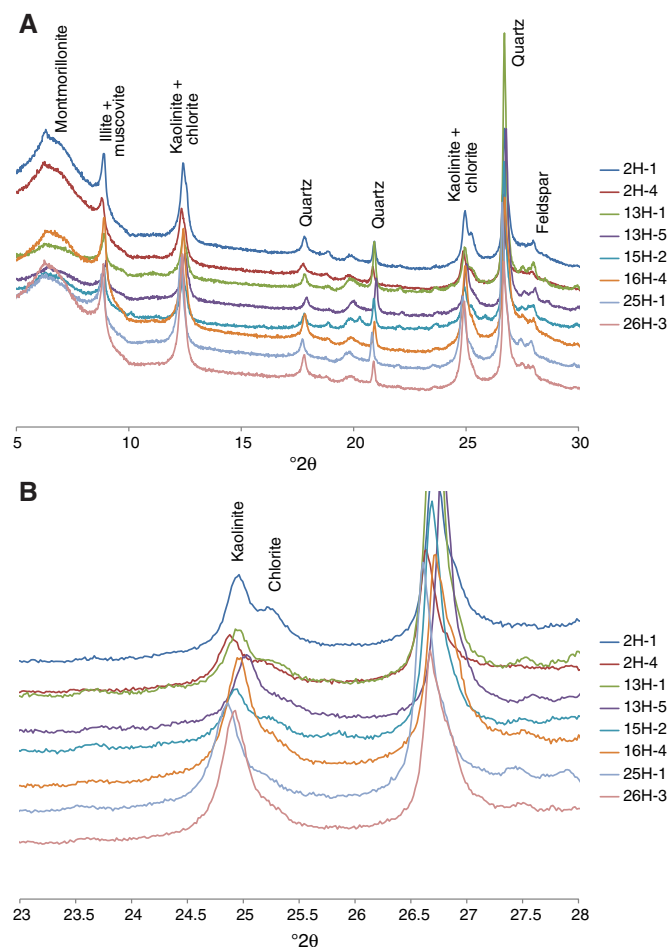 A
Montmorillonite
Illite +
muscovite
Kaolinite +
chlorite
Quartz
Quartz
Kaolinite +
chlorite
Quartz
Feldspar
2H-1
2H-4
13H-1
13H-5
15H-2
16H-4
25H-1
26H-3
5 10 15 20 25 30
°2θ
B
Kaolinite
Chlorite
2H-1
2H-4
13H-1
13H-5
15H-2
16H-4
25H-1
26H-3
23 23.5 24 24.5 25 25.5 26 26.5 27 27.5 28
°2θ